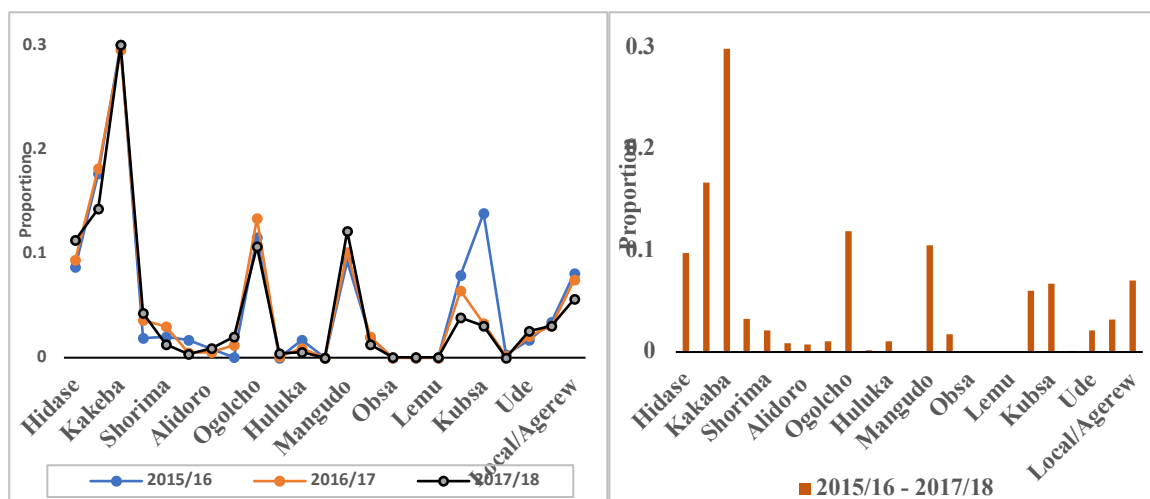 0.3
0.2
0.1
0
Proportion
Hidase
Kakeba
Shorima
Alidoro
Ogolcho
Huluka
Mangudo
Obsa
Lemu
Kubsa
Ude
Local/Agerew
2015/16
2016/17
2017/18
0.3
0.2
0.1
0
Proportion
Hidase
Kakaba
Shorima
Alidoro
Ogolcho
Huluka
Mangudo
Obsa
Lemu
Kubsa
Ude
Local/Agerew
2015/16 - 2017/18